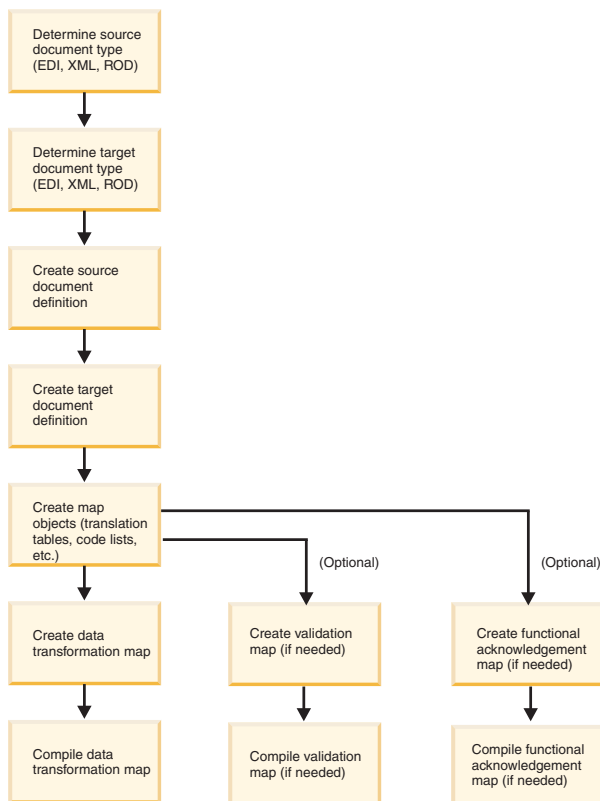 Determine source
document type
(EDI, XML, ROD)
Determine target
document type
(EDI, XML, ROD)
Create source
document
definition
Create target
document
definition
Create map
objects (translation
tables, code lists,
etc.)
(Optional)
(Optional)
Create data
transformation map
Create validation
map (if needed)
Create functional
acknowledgement
map (if needed)
Compile data
transformation map
Compile validation
map (if needed)
Compile functional
acknowledgement
map (if needed)